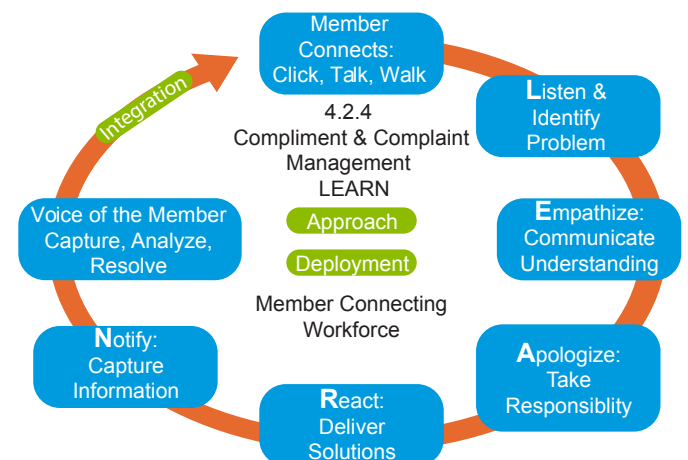 Member
Connects:
Click, Talk, Walk
Integration
4.2.4
Compliment & Complaint
Management
LEARN
Approach
Deployment
Member Connecting
Workforce
Listen &
Identify
Problem
Empathize:
Communicate
Understanding
Apologize:
Take
Responsiblity
React:
Deliver
Solutions
Notify:
Capture
Information
Voice of the Member
Capture, Analyze,
Resolve